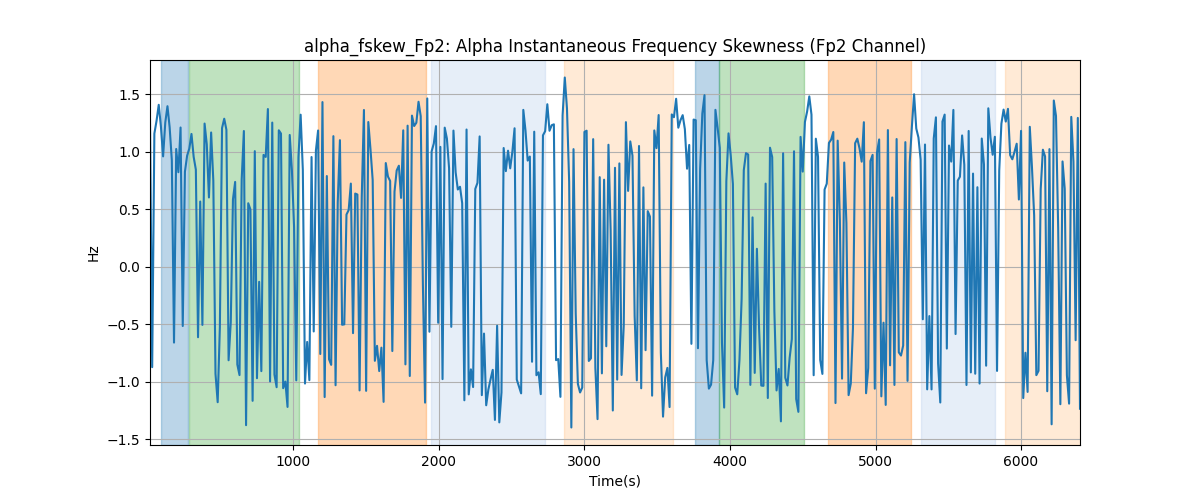 alpha_fskew_Fp2: Alpha Instantaneous Frequency Skewness (Fp2 Channel)
1.5
1.0
0.5
0.0
−0.5
−1.0
−1.5
Hz
1000 2000 3000 4000 5000 6000
Time(s)